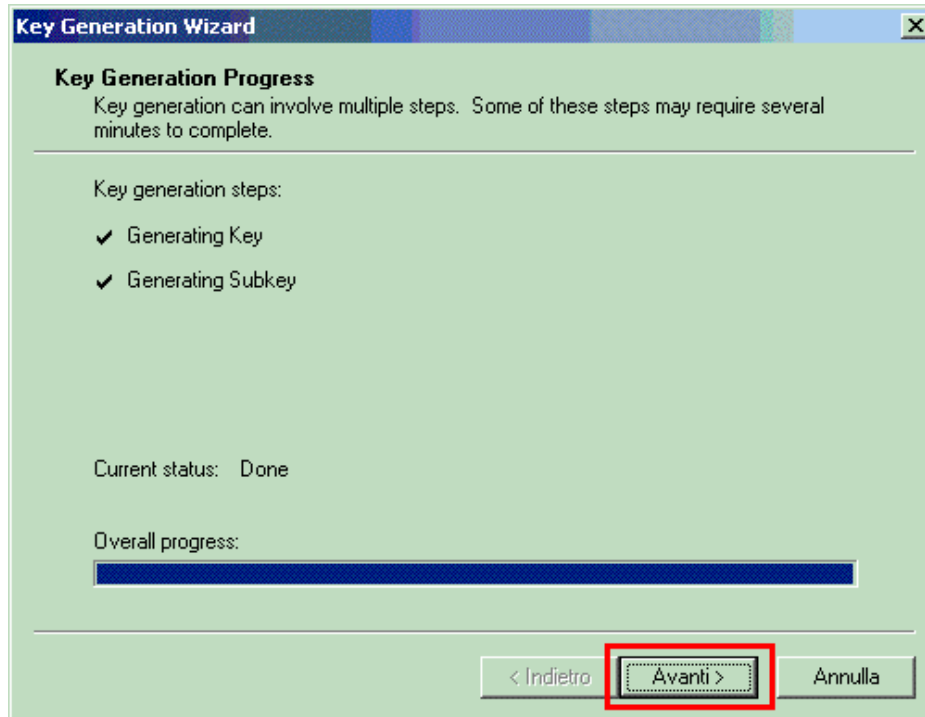 Key Generation Wizard
Key Generation Progress
Key generation can involve multiple steps.  Some of these steps may require several
minutes to complete.
Key generation steps:
Generating Key
Generating Subkey
Current status:   Done
Overall progress:
< Indietro   Avanti >   Annulla